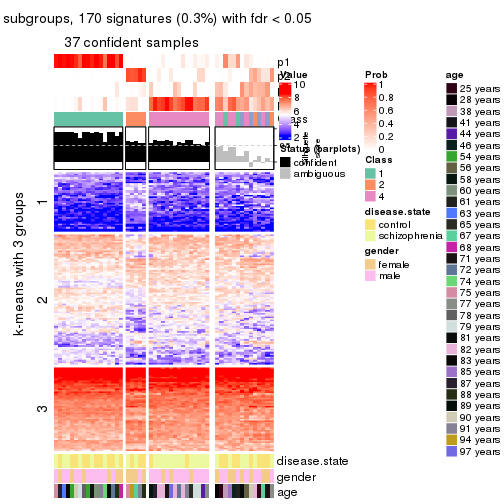 subgroups, 170 signatures (0.3%) with fdr < 0.05
37 confident samples
p1
p2
k-means with 3 groups
1
2
3
disease.state
gender
age
Value
10
8
6
4
2
Status (barplots)
confident
ambiguous
Prob
1
0.8
0.6
0.4
0.2
0
Class
1
2
4
disease.state
control
schizophrenia
gender
female
male
age
25 years
28 years
38 years
41 years
44 years
46 years
54 years
56 years
58 years
60 years
61 years
63 years
65 years
67 years
68 years
71 years
72 years
74 years
75 years
77 years
78 years
79 years
81 years
82 years
83 years
85 years
87 years
88 years
89 years
90 years
91 years
94 years
97 years